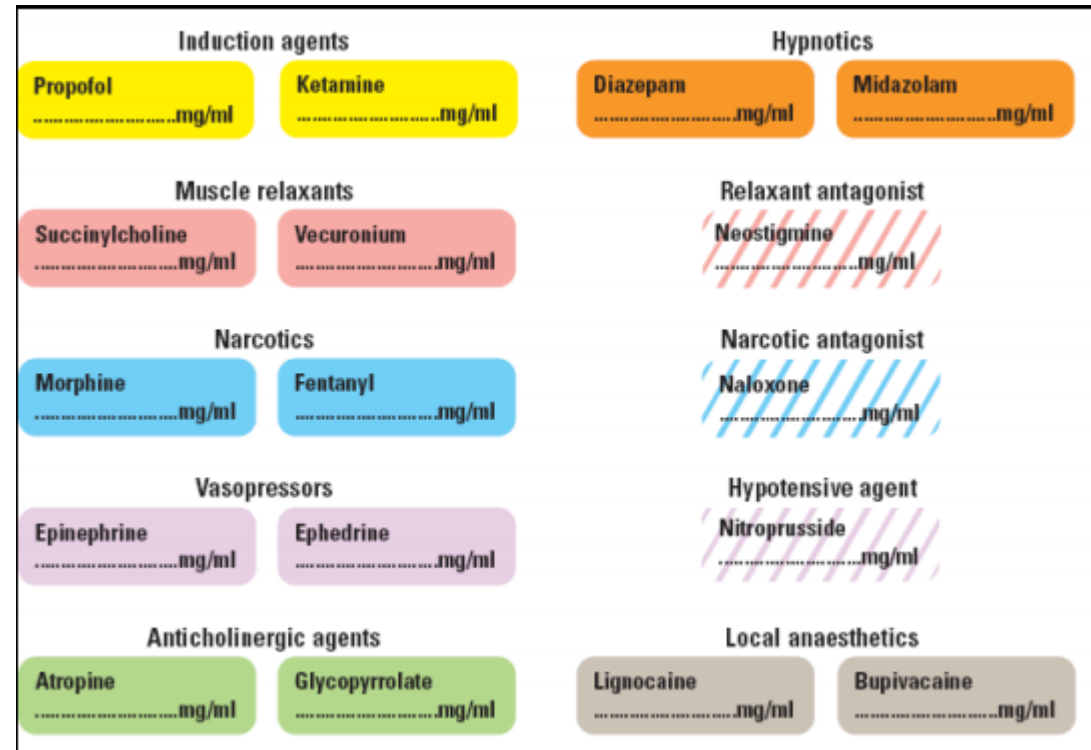 Induction agents
Propofol
............................mg/ml
Ketamine
............................mg/ml
Hypnotics
Diazepam
............................mg/ml
Midazolam
............................mg/ml
Muscle relaxants
Succinylcholine
............................mg/ml
Vecuronium
............................mg/ml
Relaxant antagonist
Neostigmine
............................mg/ml
Narcotics
Morphine
............................mg/ml
Fentanyl
............................mg/ml
Narcotic antagonist
Naloxone
............................mg/ml
Vasopressors
Epinephrine
............................mg/ml
Ephedrine
............................mg/ml
Hypotensive agent
Nitroprusside
............................mg/ml
Anticholinergic agents
Atropine
............................mg/ml
Glycopyrrolate
............................mg/ml
Local anaesthetics
Lignocaine
............................mg/ml
Bupivacaine
............................mg/ml